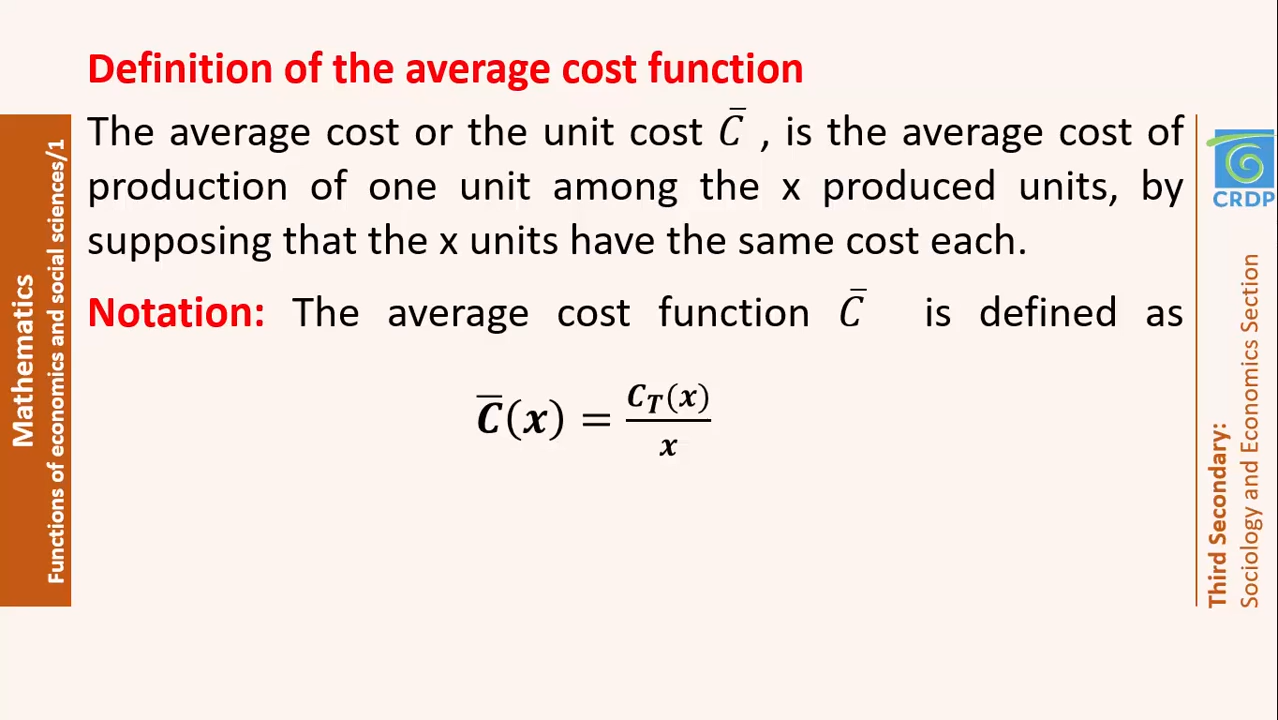 Definition of the average cost function
The average cost or the unit cost C̄ , is the average cost of
production of one unit among the x produced units, by
supposing that the x units have the same cost each.
Notation: The average cost function C̄ is defined as
C̄(x) = C_T(x)/x
Mathematics
Functions of economics and social sciences/1
CRDP
Third Secondary:
Sociology and Economics Section